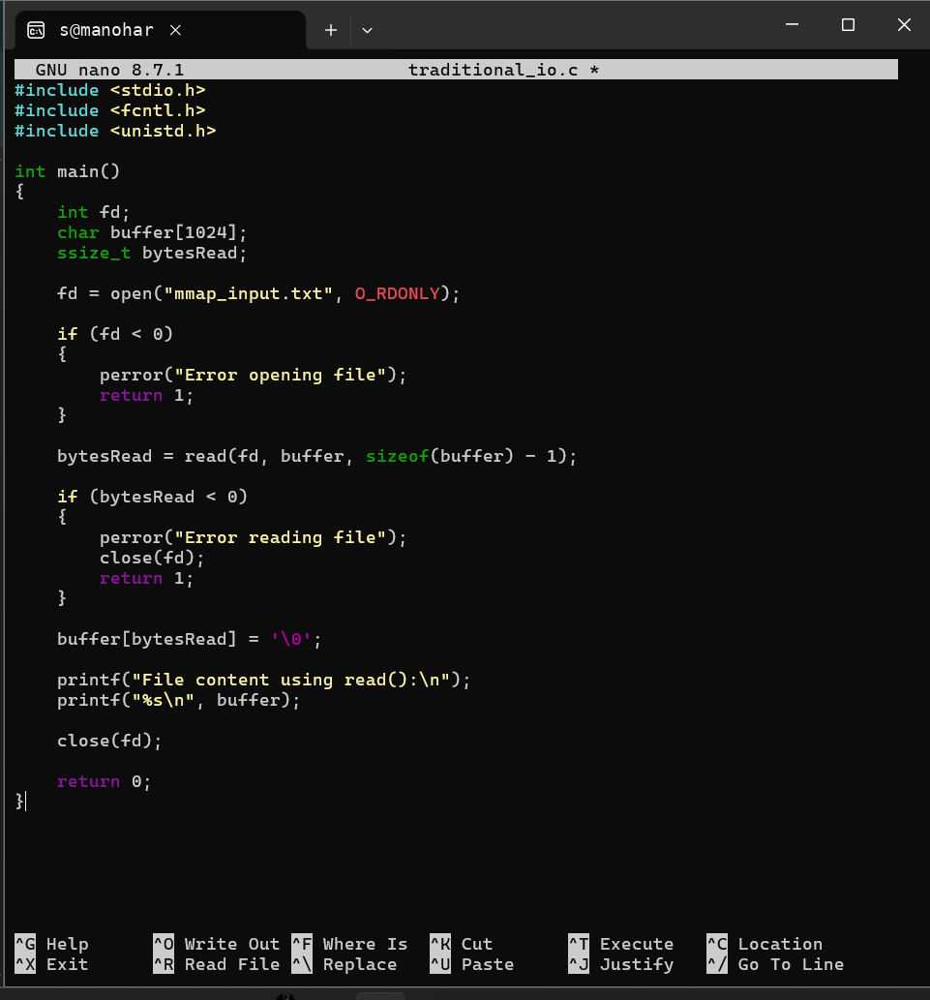 s@manohar
GNU nano 8.7.1 traditional_io.c *
#include <stdio.h>
#include <fcntl.h>
#include <unistd.h>

int main()
{
    int fd;
    char buffer[1024];
    ssize_t bytesRead;

    fd = open("mmap_input.txt", O_RDONLY);

    if (fd < 0)
    {
        perror("Error opening file");
        return 1;
    }

    bytesRead = read(fd, buffer, sizeof(buffer) - 1);

    if (bytesRead < 0)
    {
        perror("Error reading file");
        close(fd);
        return 1;
    }

    buffer[bytesRead] = '\0';

    printf("File content using read():\n");
    printf("%s\n", buffer);

    close(fd);

    return 0;
}
^G Help ^O Write Out ^F Where Is ^K Cut ^T Execute ^C Location
^X Exit ^R Read File ^\ Replace ^U Paste ^J Justify ^/ Go To Line